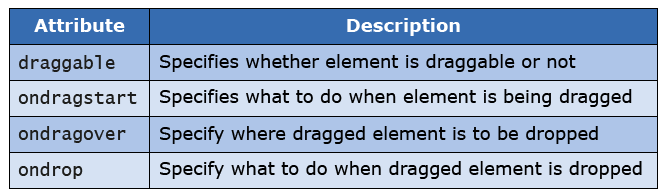 Attribute Description
draggable Specifies whether element is draggable or not
ondragstart Specifies what to do when element is being dragged
ondragover Specify where dragged element is to be dropped
ondrop Specify what to do when dragged element is dropped